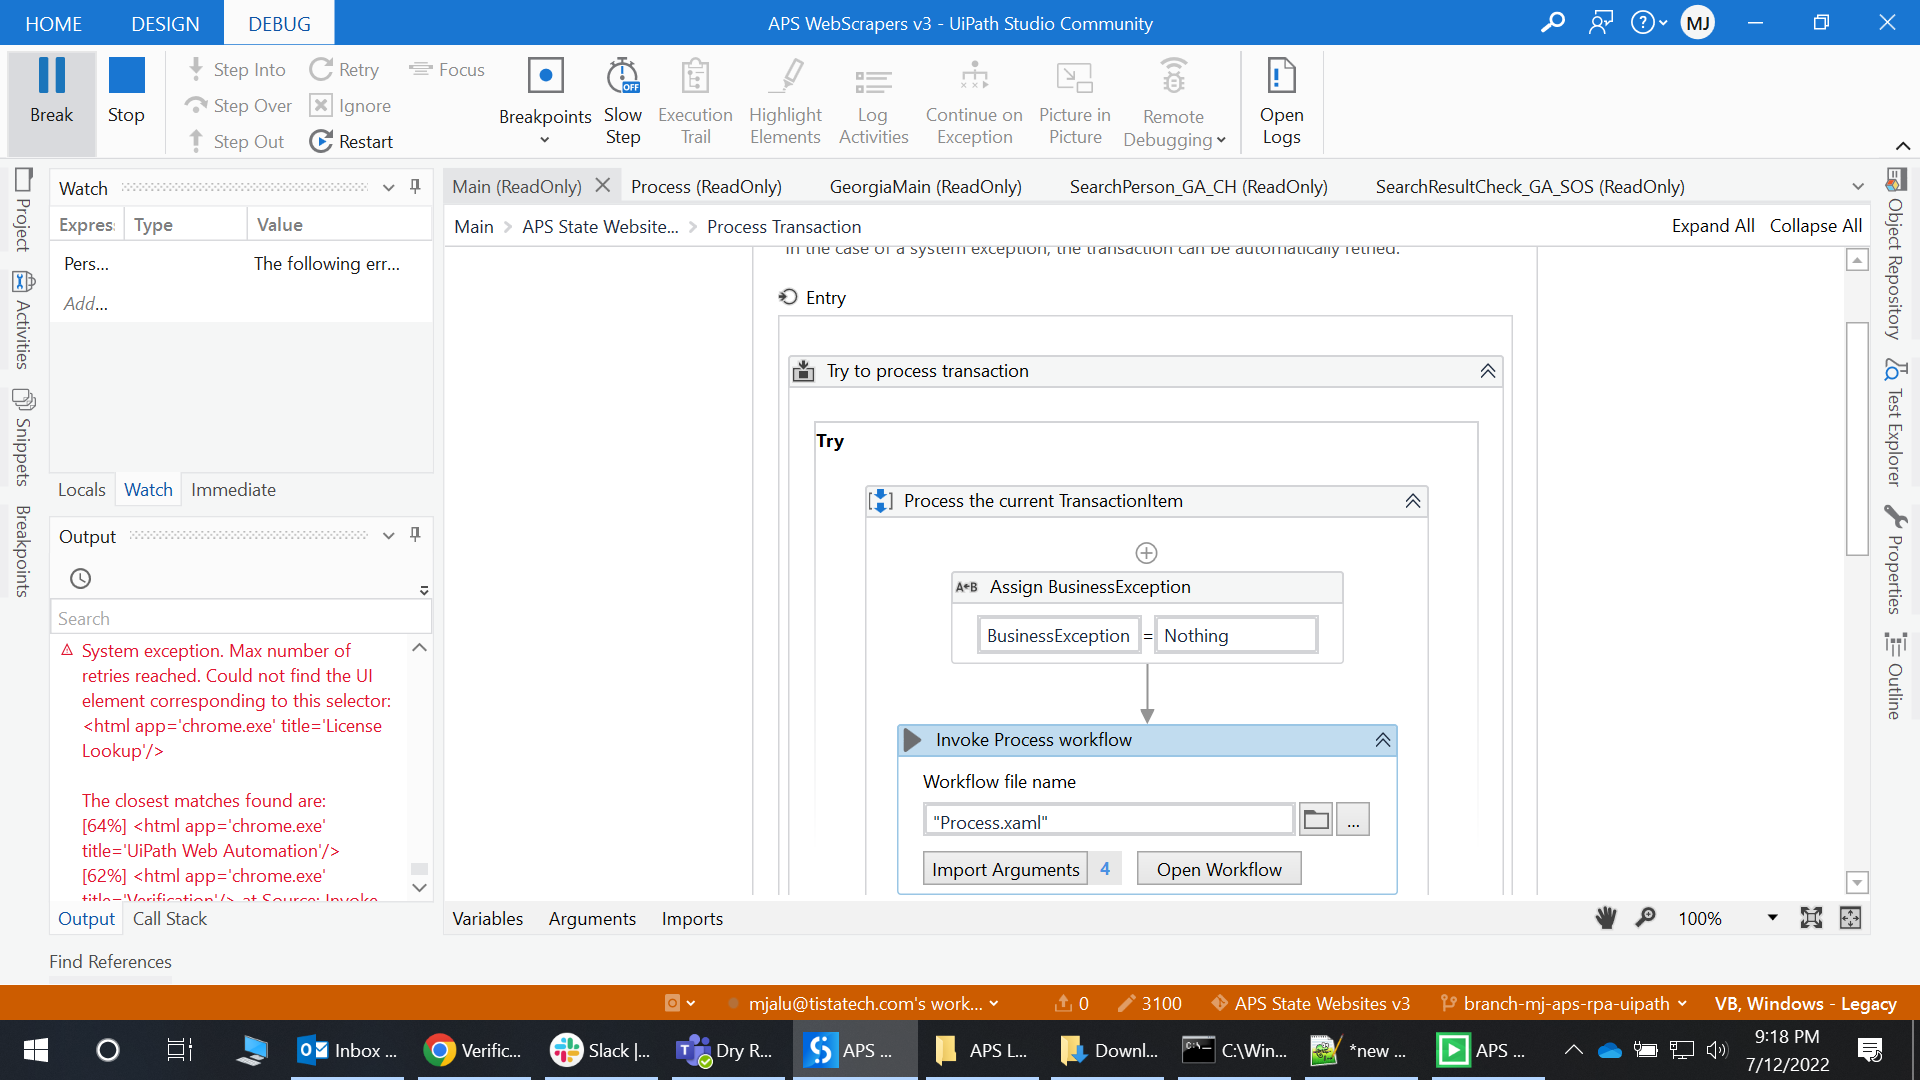 HOME DESIGN DEBUG
APS WebScrapers v3 - UiPath Studio Community
MJ
Break
Stop
Step Into
Step Over
Step Out
Retry
Ignore
Restart
Focus
Breakpoints
Slow
Step
OFF
Execution
Trail
Highlight
Elements
Log
Activities
Continue on
Exception
Picture in
Picture
Remote
Debugging
Open
Logs
Project
Activities
Snippets
Breakpoints
Watch
Expres: Type Value
Pers... The following err...
Add...
Locals Watch Immediate
Output
Search
System exception. Max number of
retries reached. Could not find the UI
element corresponding to this selector:
<html app='chrome.exe' title='License
Lookup'/>
The closest matches found are:
[64%] <html app='chrome.exe'
title='UiPath Web Automation'/>
[62%] <html app='chrome.exe'
title='Verification'/> at Source: Invoke
Output Call Stack
Find References
Main (ReadOnly) Process (ReadOnly) GeorgiaMain (ReadOnly) SearchPerson_GA_CH (ReadOnly) SearchResultCheck_GA_SOS (ReadOnly)
Main > APS State Website... > Process Transaction
Expand All Collapse All
In the case of a system exception, the transaction can be automatically retried.
Entry
Try to process transaction
Try
Process the current TransactionItem
A+B Assign BusinessException
BusinessException = Nothing
Invoke Process workflow
Workflow file name
"Process.xaml"
...
Import Arguments 4 Open Workflow
Variables Arguments Imports
100%
Object Repository
Test Explorer
Properties
Outline
mjalu@tistatech.com's work...
0
3100
APS State Websites v3
branch-mj-aps-rpa-uipath
VB, Windows - Legacy
Inbox ...
Verific...
Slack |...
Dry R...
APS ...
APS L...
Downl...
C:\Win...
*new ...
APS ...
9:18 PM
7/12/2022